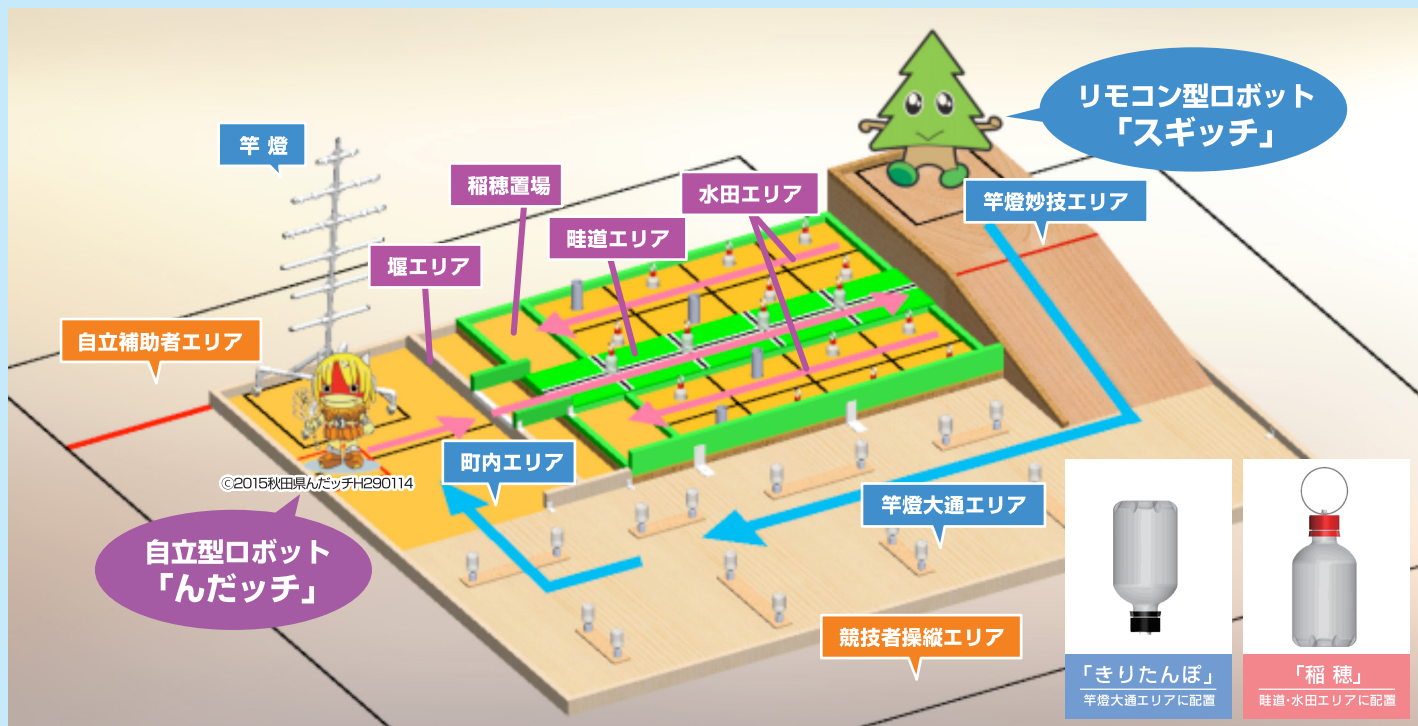 リモコン型ロボット
「スギッチ」
竿 燈
稲穂置場
水田エリア
竿燈妙技エリア
畦道エリア
堰エリア
自立補助者エリア
町内エリア
©2015秋田県んだッチH290114
竿燈大通エリア
自立型ロボット
「んだッチ」
競技者操縦エリア
「きりたんぽ」
竿燈大通エリアに配置
「稲 穂」
畦道・水田エリアに配置